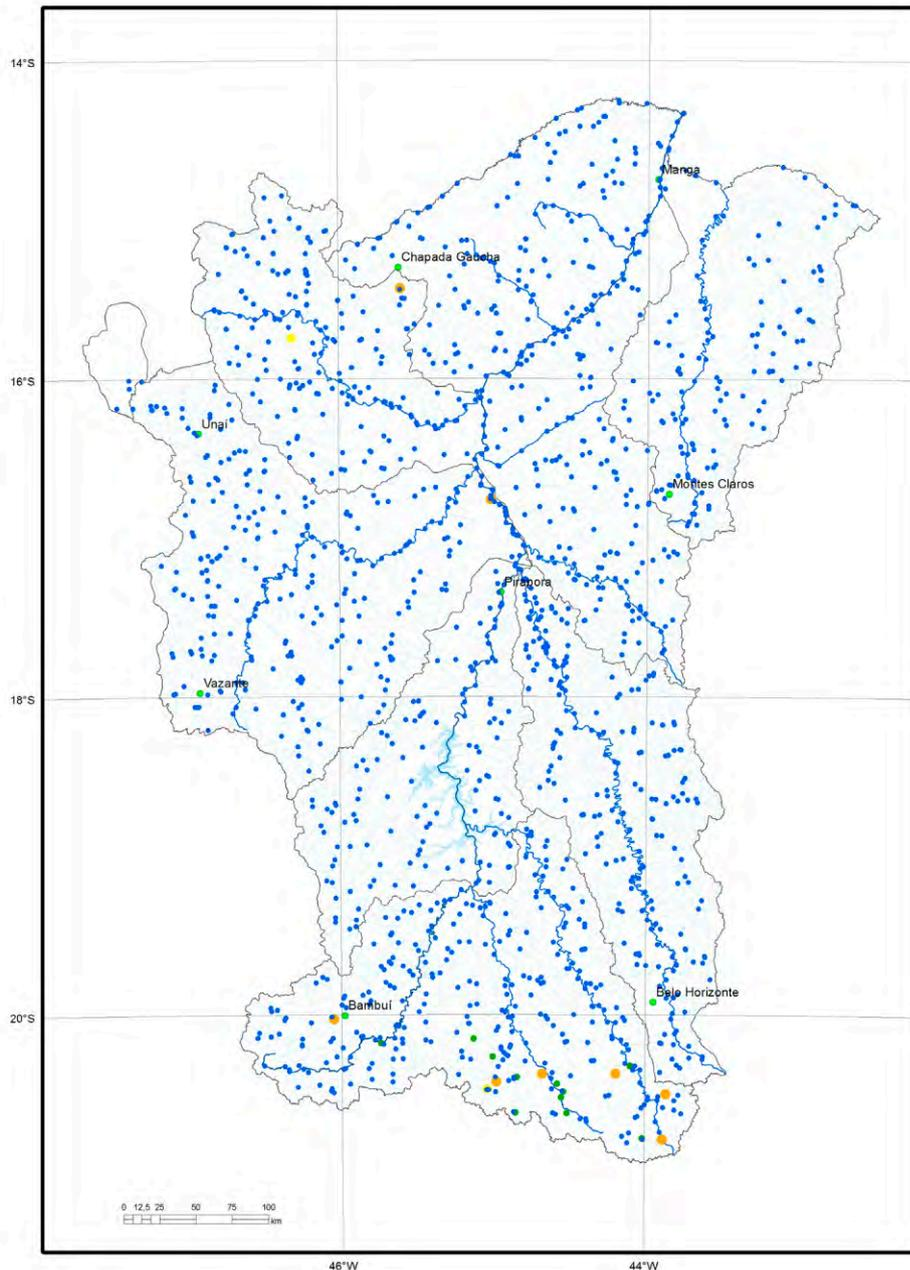 14°S
Manga
Chapada Gaúcha
16°S
Unaí
Montes Claros
Pirapora
Vazante
18°S
Belo Horizonte
Bambuí
20°S
0 12,5 25 50 75 100
km
46°W 44°W